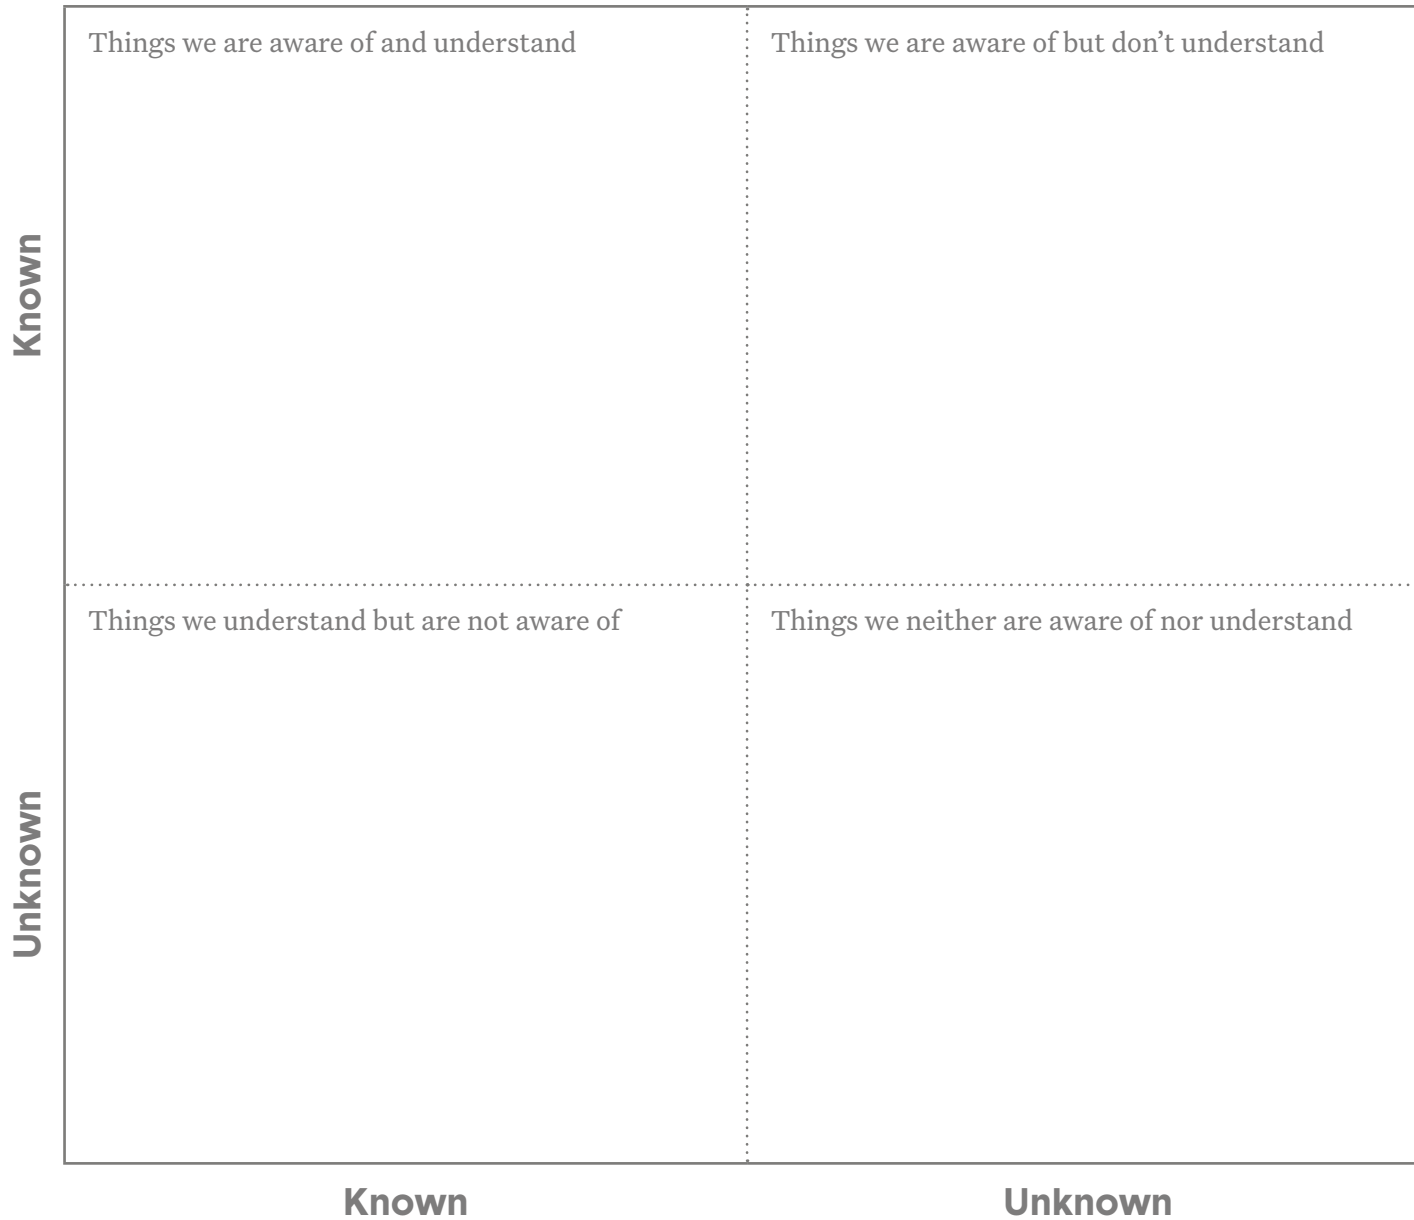 Things we are aware of and understand
Things we are aware of but don’t understand
Known
Things we understand but are not aware of
Things we neither are aware of nor understand
Unknown
Known
Unknown